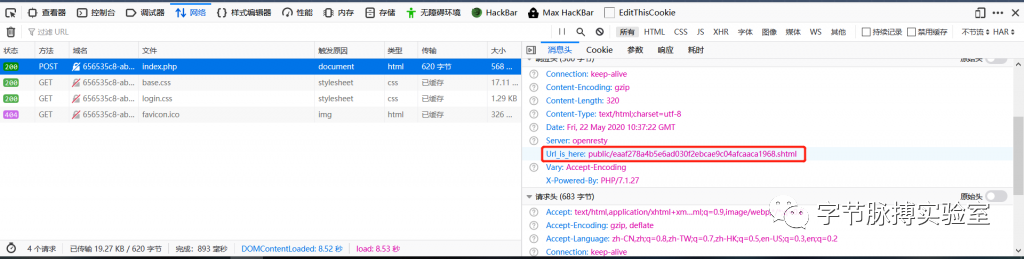 查看器 控制台 调试器 网络 样式编辑器 性能 内存 存储 无障碍环境 HackBar Max HacKBar EditThisCookie
过滤 URL 所有 HTML CSS JS XHR 字体 图像 媒体 WS 其他 持续记录 禁用缓存 不节流 HAR
状态 方法 域名 文件 触发原因 类型 传输 大小
200 POST 656535c8-ab... index.php document html 620 字节 568 ...
200 GET 656535c8-ab... base.css stylesheet css 已缓存 17.11 ...
200 GET 656535c8-ab... login.css stylesheet css 已缓存 1.29 KB
404 GET 656535c8-ab... favicon.ico img html 已缓存 326 ...
4 个请求 已传输 19.27 KB / 620 字节 完成: 893 毫秒 DOMContentLoaded: 8.52 秒 load: 8.53 秒
消息头 Cookie 参数 响应 耗时
原始头
Connection: keep-alive
Content-Encoding: gzip
Content-Length: 320
Content-Type: text/html;charset=utf-8
Date: Fri, 22 May 2020 10:37:22 GMT
Server: openresty
Url_is_here: public/eaaf278a4b5e6ad030f2ebcae9c04afcaaca1968.shtml
Vary: Accept-Encoding
X-Powered-By: PHP/7.1.27
请求头 (683 字节) 原始头
Accept: text/html,application/xhtml+xm...ml;q=0.9,image/webp,
Accept-Encoding: gzip, deflate
Accept-Language: zh-CN,zh;q=0.8,zh-TW;q=0.7,zh-HK;q=0.5,en-US;q=0.3,en;q=0.2
Connection: keep-alive
字节脉搏实验室